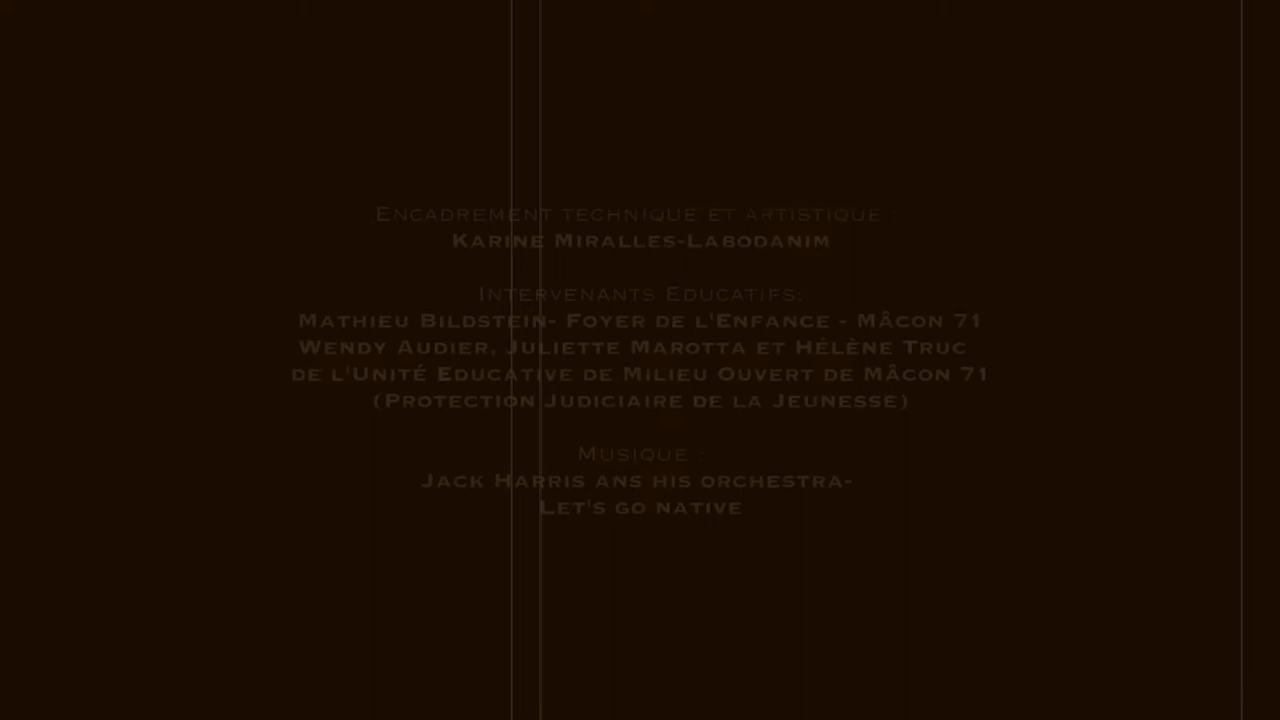 Encadrement technique et artistique :
Karine Miralles-Labodanim
Intervenants Educatifs:
Mathieu Bildstein- Foyer de l'Enfance - Mâcon 71
Wendy Audier, Juliette Marotta et Hélène Truc
de l'Unité Educative de Milieu Ouvert de Mâcon 71
(Protection Judiciaire de la Jeunesse)
Musique :
Jack Harris ans his orchestra-
Let's go native